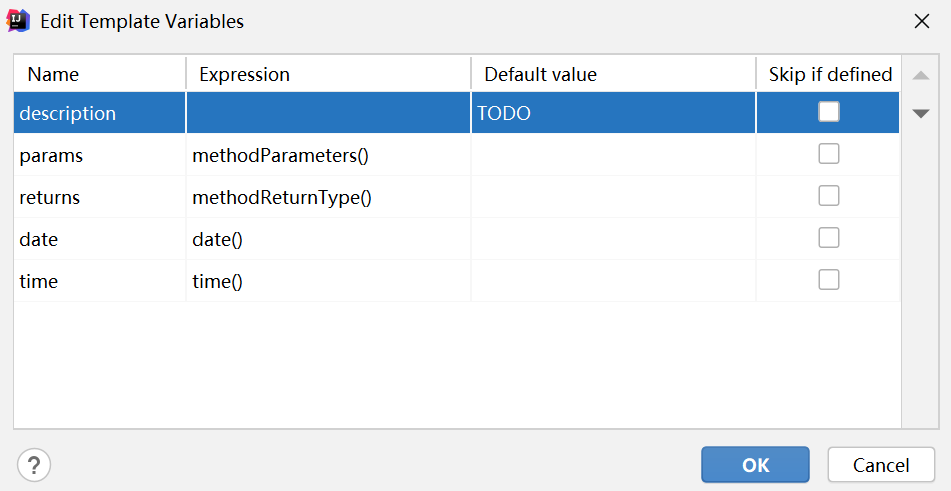 Edit Template Variables
Name Expression Default value Skip if defined
description TODO
params methodParameters()
returns methodReturnType()
date date()
time time()
? OK Cancel